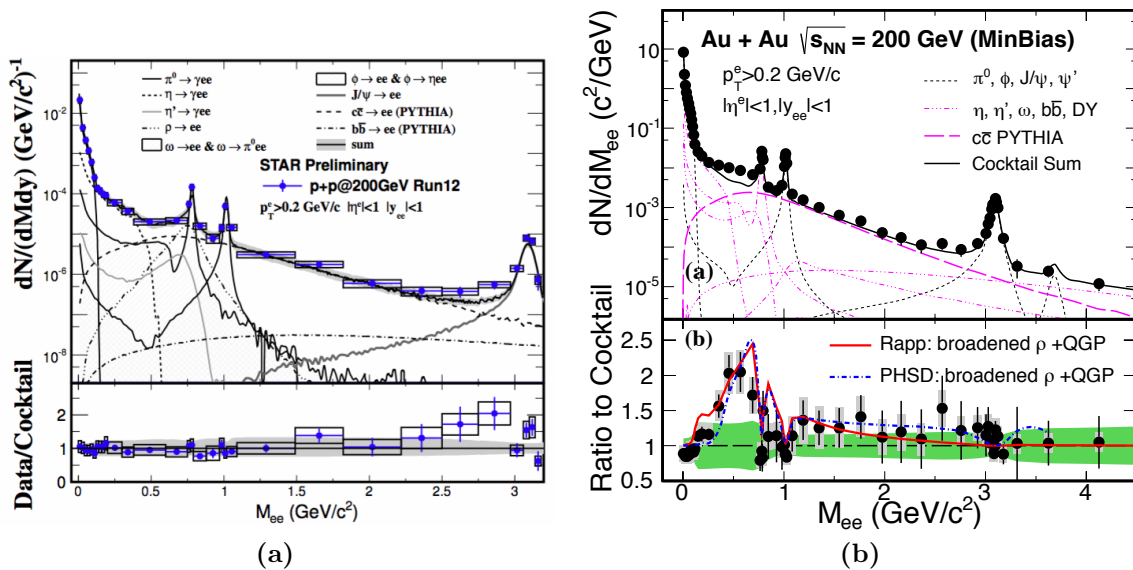 dN/(dMdy) (GeV/c²)⁻¹
10⁻²
10⁻⁴
10⁻⁶
10⁻⁸
π⁰ → γee
η → γee
η' → γee
ρ → ee
ω → ee & ω → π⁰ee
φ → ee & φ → ηee
J/ψ → ee
cc̄ → ee (PYTHIA)
bb̄ → ee (PYTHIA)
sum
STAR Preliminary
p+p@200GeV Run12
pᵀᵉ>0.2 GeV/c |ηᵉ|<1 |yₑₑ|<1
Data/Cocktail
2
1
0
0 0.5 1 1.5 2 2.5 3
Mₑₑ (GeV/c²)
(a)
b
dN/dMₑₑ (c²/GeV)
10
10⁻¹
10⁻³
10⁻⁵
Au + Au √sNN = 200 GeV (MinBias)
pᵀᵉ>0.2 GeV/c
|ηᵉ|<1,|yₑₑ|<1
π⁰, φ, J/ψ, ψ'
η, η', ω, bb̄, DY
cc̄ PYTHIA
Cocktail Sum
(a)
Ratio to Cocktail
2.5
2.0
1.5
1.0
0.5
(b)
Rapp: broadened ρ +QGP
PHSD: broadened ρ +QGP
0 1 2 3 4
Mₑₑ (GeV/c²)
(b)